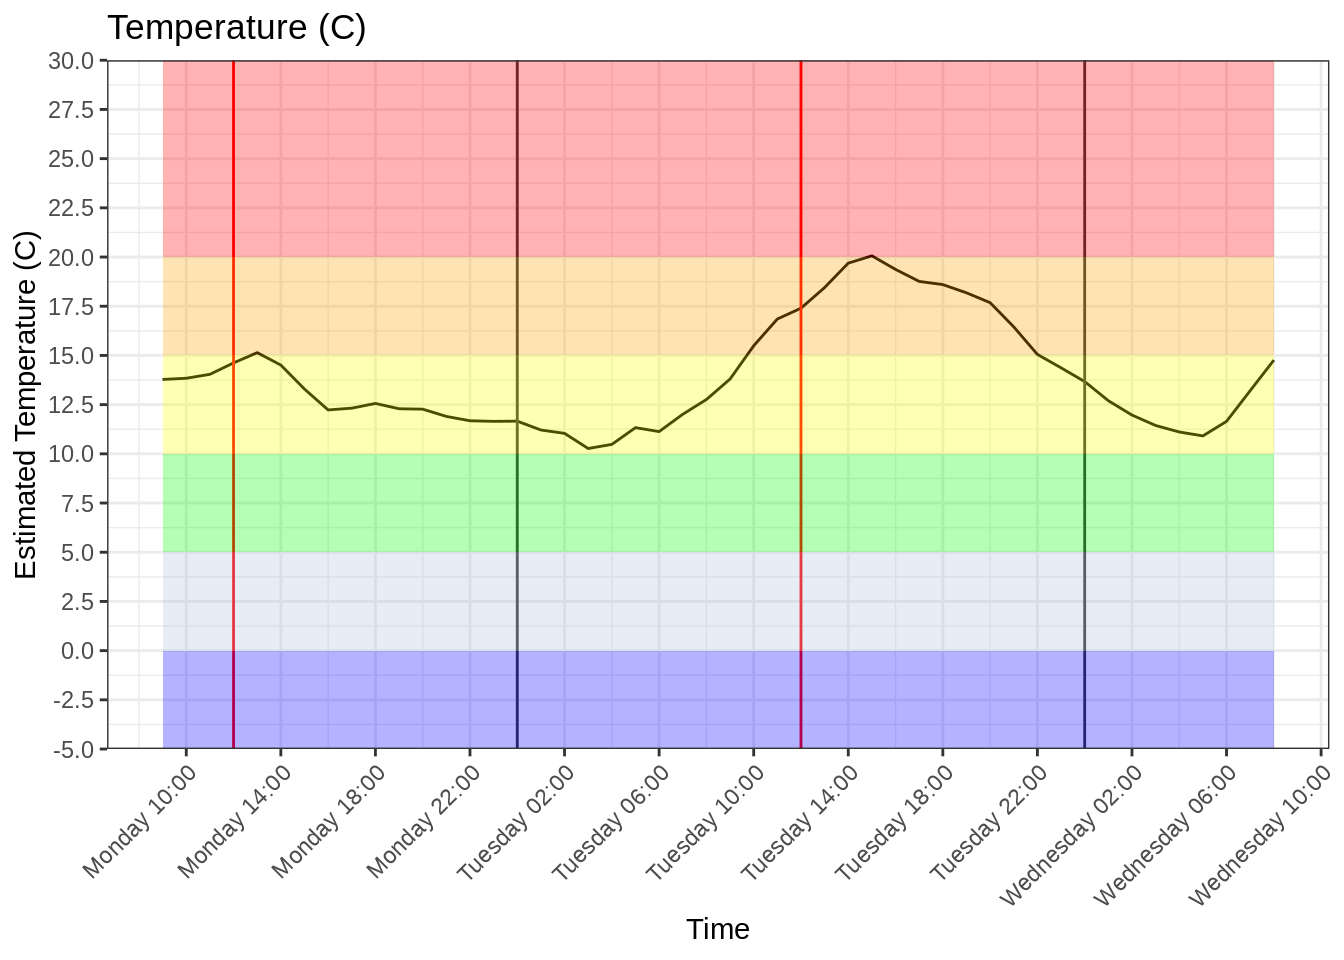 Temperature (C)
30.0
27.5
25.0
22.5
20.0
17.5
15.0
12.5
10.0
7.5
5.0
2.5
0.0
-2.5
-5.0
Estimated Temperature (C)
Monday 10:00
Monday 14:00
Monday 18:00
Monday 22:00
Tuesday 02:00
Tuesday 06:00
Tuesday 10:00
Tuesday 14:00
Tuesday 18:00
Tuesday 22:00
Wednesday 02:00
Wednesday 06:00
Wednesday 10:00
Time